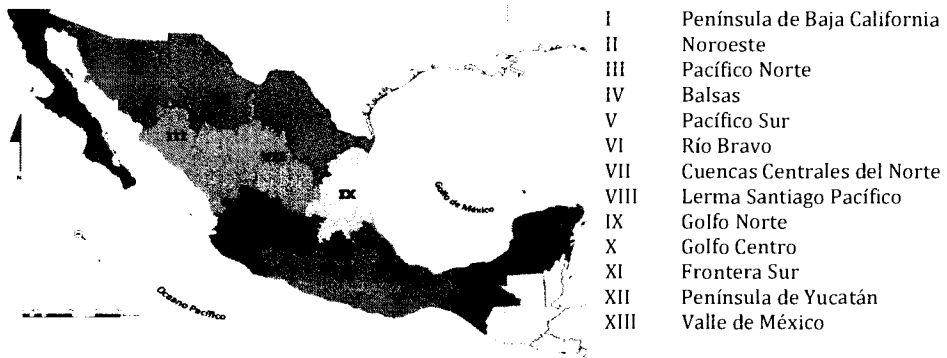 I Península de Baja California
II Noroeste
III Pacífico Norte
IV Balsas
V Pacífico Sur
VI Río Bravo
VII Cuencas Centrales del Norte
VIII Lerma Santiago Pacífico
IX Golfo Norte
X Golfo Centro
XI Frontera Sur
XII Península de Yucatán
XIII Valle de México
III
VII
IX
Golfo de México
Oceano Pacífico
N